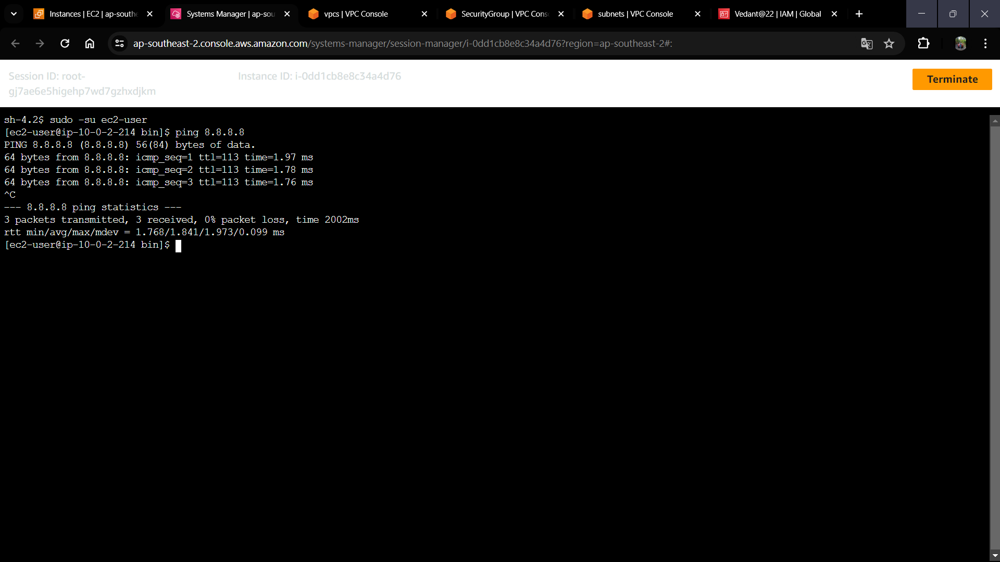 Instances | EC2 | ap-southe
Systems Manager | ap-sou
vpcs | VPC Console
SecurityGroup | VPC Cons
subnets | VPC Console
Vedant@22 | IAM | Global
ap-southeast-2.console.aws.amazon.com/systems-manager/session-manager/i-0dd1cb8e8c34a4d76?region=ap-southeast-2#:
Session ID: root-
gj7ae6e5higehp7wd7gzhxdjkm
Instance ID: i-0dd1cb8e8c34a4d76
Terminate
sh-4.2$ sudo -su ec2-user
[ec2-user@ip-10-0-2-214 bin]$ ping 8.8.8.8
PING 8.8.8.8 (8.8.8.8) 56(84) bytes of data.
64 bytes from 8.8.8.8: icmp_seq=1 ttl=113 time=1.97 ms
64 bytes from 8.8.8.8: icmp_seq=2 ttl=113 time=1.78 ms
64 bytes from 8.8.8.8: icmp_seq=3 ttl=113 time=1.76 ms
^C
--- 8.8.8.8 ping statistics ---
3 packets transmitted, 3 received, 0% packet loss, time 2002ms
rtt min/avg/max/mdev = 1.768/1.841/1.973/0.099 ms
[ec2-user@ip-10-0-2-214 bin]$